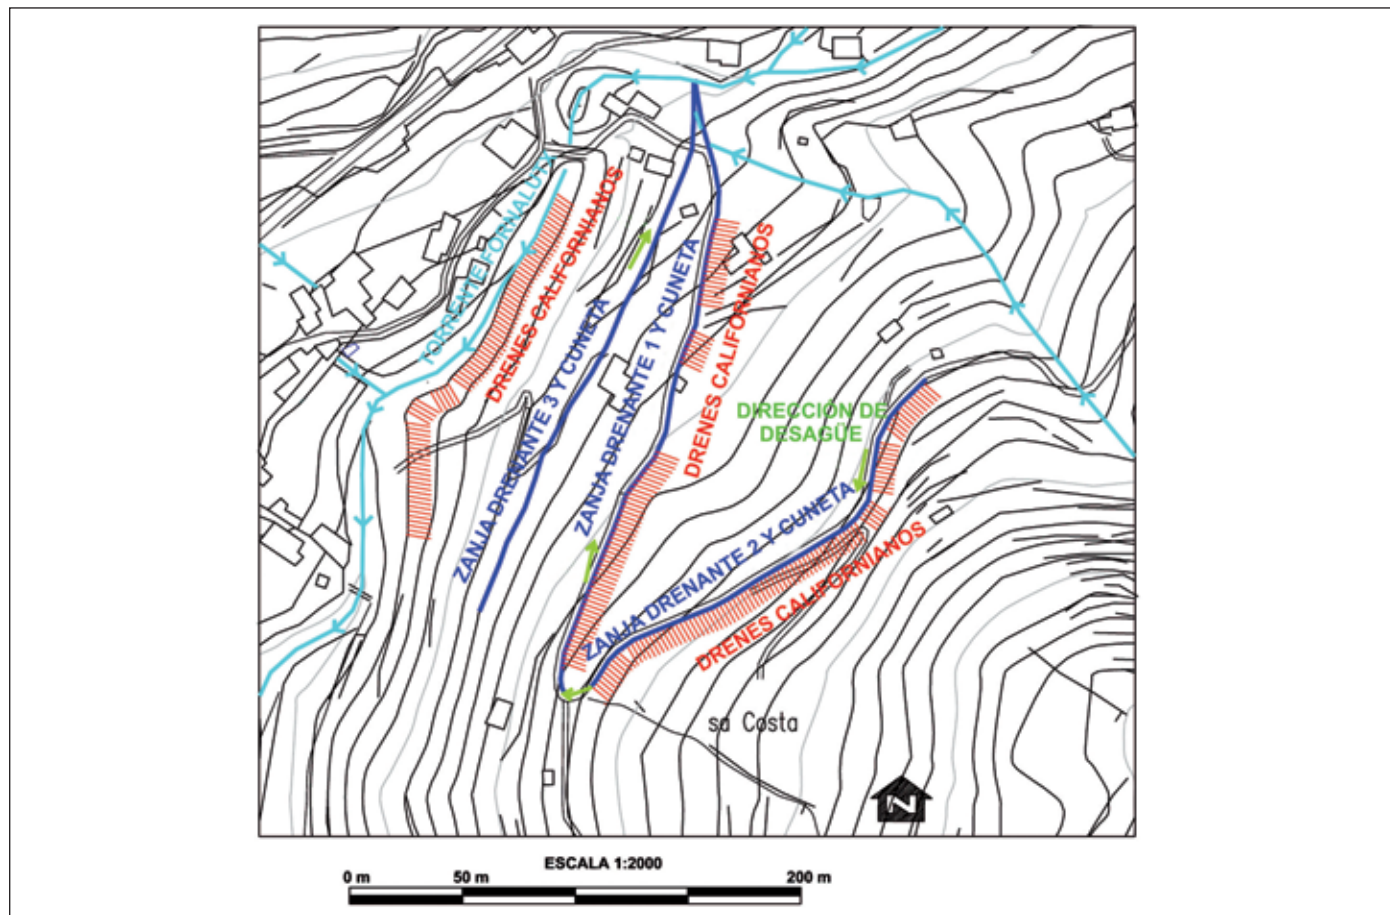 TORRENTE FORNALUTX
DRENES CALIFORNIANOS
ZANJA DRENANTE 3 Y CUNETA
ZANJA DRENANTE 1 Y CUNETA
DRENES CALIFORNIANOS
DIRECCIÓN DE
DESAGÜE
ZANJA DRENANTE 2 Y CUNETA
DRENES CALIFORNIANOS
sa Costa
N
ESCALA 1:2000
0 m 50 m 200 m